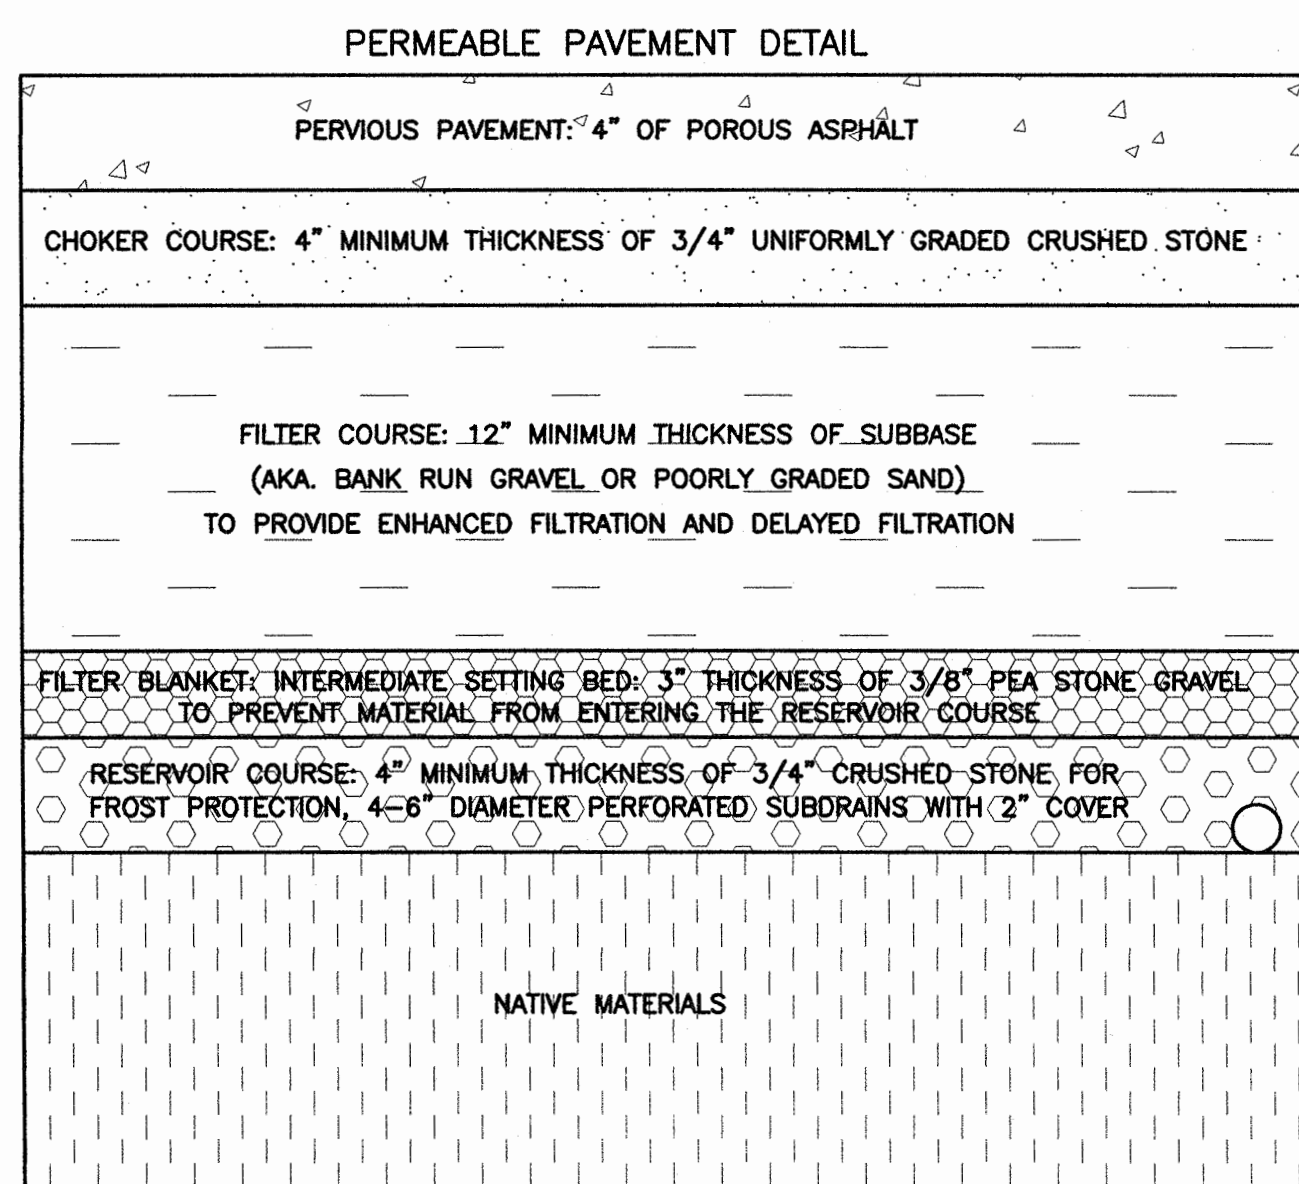 PERMEABLE PAVEMENT DETAIL
PERVIOUS PAVEMENT: 4" OF POROUS ASPHALT
CHOKER COURSE: 4" MINIMUM THICKNESS OF 3/4" UNIFORMLY GRADED CRUSHED STONE
FILTER COURSE: 12" MINIMUM THICKNESS OF SUBBASE
(AKA. BANK RUN GRAVEL OR POORLY GRADED SAND)
TO PROVIDE ENHANCED FILTRATION AND DELAYED FILTRATION
FILTER BLANKET: INTERMEDIATE SETTING BED: 3" THICKNESS OF 3/8" PEA STONE GRAVEL
TO PREVENT MATERIAL FROM ENTERING THE RESERVOIR COURSE
RESERVOIR COURSE: 4" MINIMUM THICKNESS OF 3/4" CRUSHED STONE FOR
FROST PROTECTION, 4-6" DIAMETER PERFORATED SUBDRAINS WITH 2" COVER
NATIVE MATERIALS